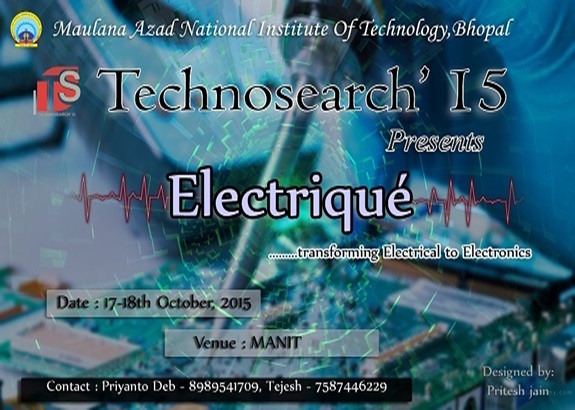 Maulana Azad National Institute Of Technology,Bhopal
TS Technosearch' 15
Presents
Electriqué
.........transforming Electrical to Electronics
Date : 17-18th October, 2015
Venue : MANIT
Contact : Priyanto Deb - 8989541709, Tejesh - 7587446229
Designed by:
Pritesh jain